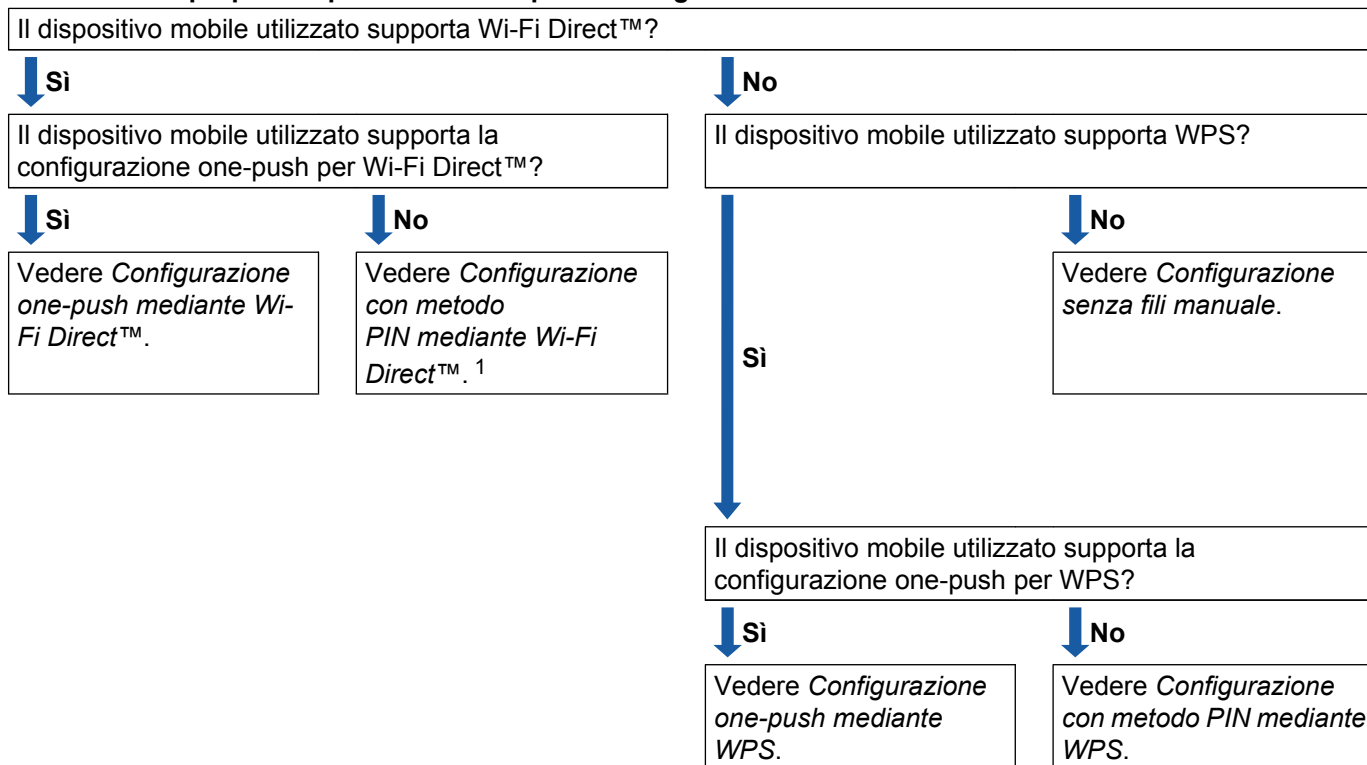 Il dispositivo mobile utilizzato supporta Wi-Fi Direct™?
Sì
No
Il dispositivo mobile utilizzato supporta la
configurazione one-push per Wi-Fi Direct™?
Il dispositivo mobile utilizzato supporta WPS?
Sì
No
No
Vedere Configurazione
one-push mediante Wi-
Fi Direct™.
Vedere Configurazione
con metodo
PIN mediante Wi-Fi
Direct™. 1
Vedere Configurazione
senza fili manuale.
Sì
Il dispositivo mobile utilizzato supporta la
configurazione one-push per WPS?
Sì
No
Vedere Configurazione
one-push mediante
WPS.
Vedere Configurazione
con metodo PIN mediante
WPS.